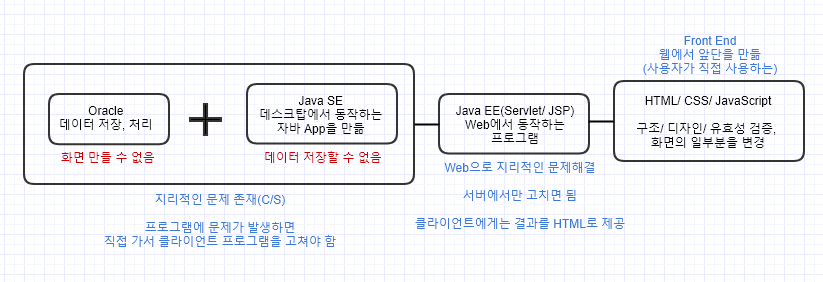 Front End
웹에서 앞단을 만듦
(사용자가 직접 사용하는)
Oracle
데이터 저장, 처리
화면 만들 수 없음
Java SE
데스크탑에서 동작하는
자바 App을 만듦
데이터 저장할 수 없음
지리적인 문제 존재(C/S)
프로그램에 문제가 발생하면
직접 가서 클라이언트 프로그램을 고쳐야 함
Java EE(Servlet/ JSP)
Web에서 동작하는
프로그램
Web으로 지리적인 문제해결
서버에서만 고치면 됨
클라이언트에게는 결과를 HTML로 제공
HTML/ CSS/ JavaScript
구조/ 디자인/ 유효성 검증,
화면의 일부분을 변경